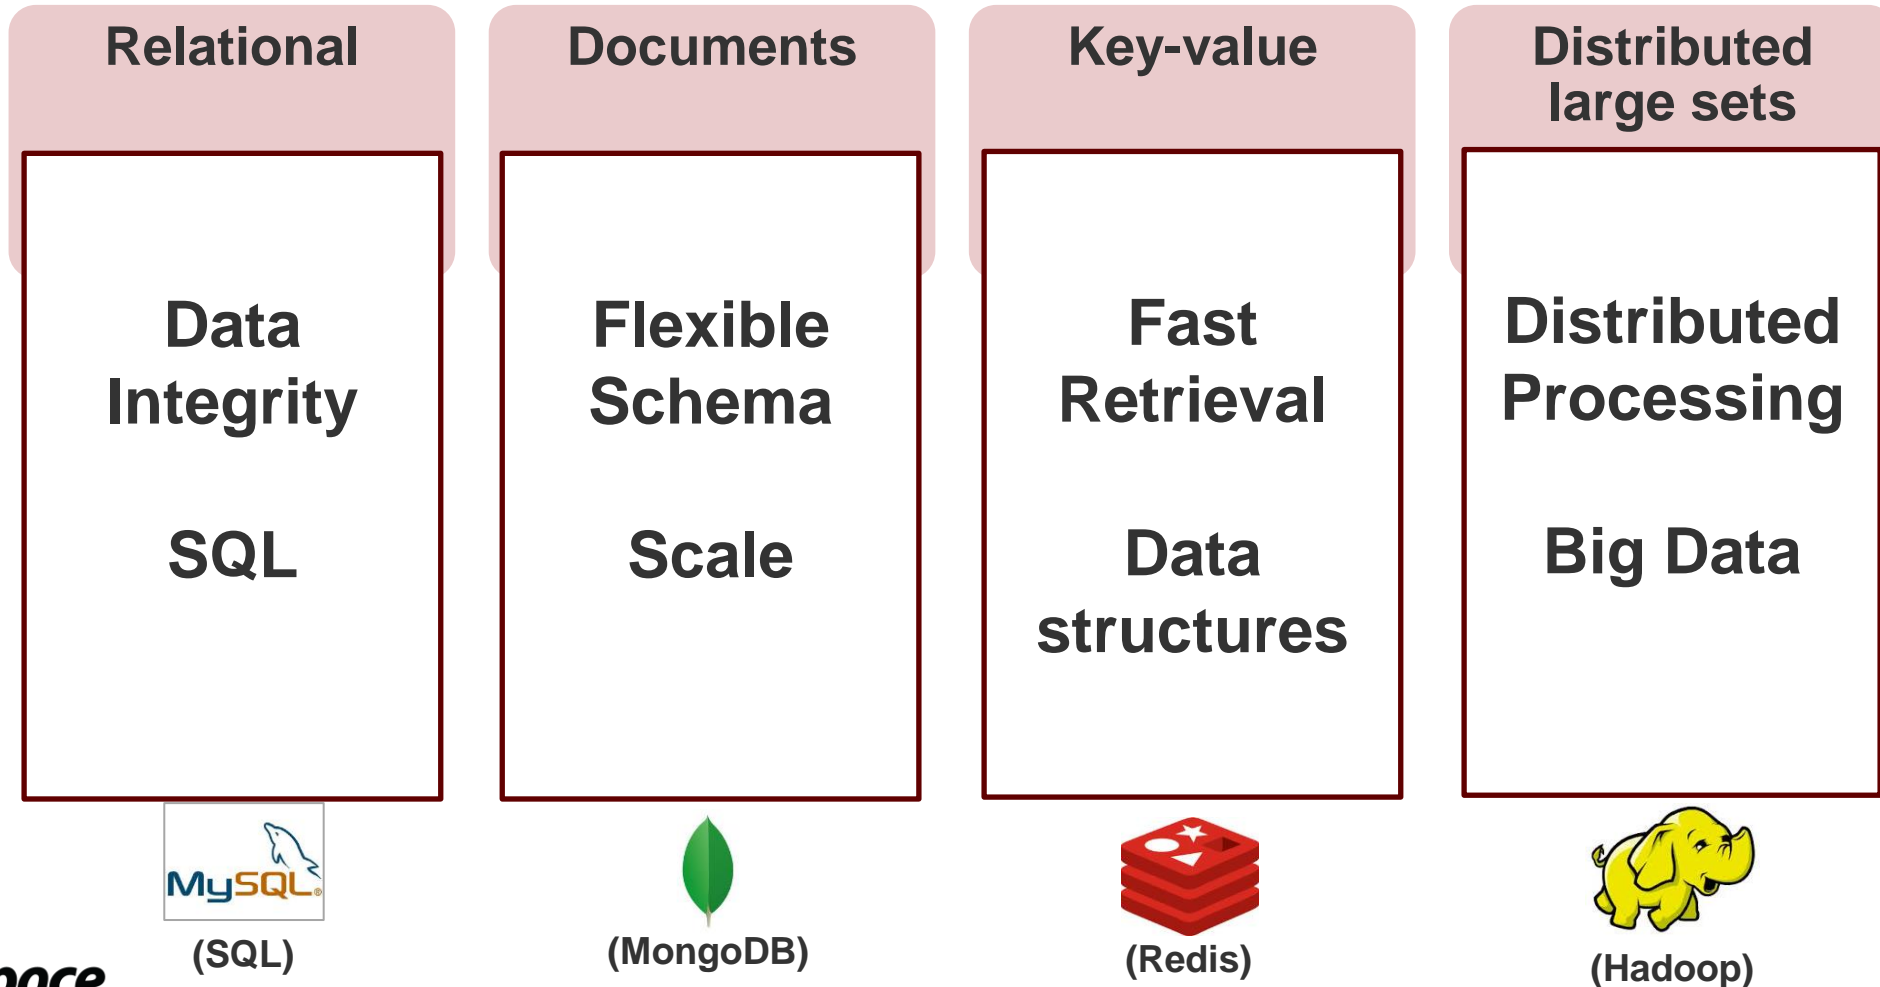 Relational
Data
Integrity
SQL
MySQL®
(SQL)
Documents
Flexible
Schema
Scale
(MongoDB)
Key-value
Fast
Retrieval
Data
structures
(Redis)
Distributed
large sets
Distributed
Processing
Big Data
(Hadoop)